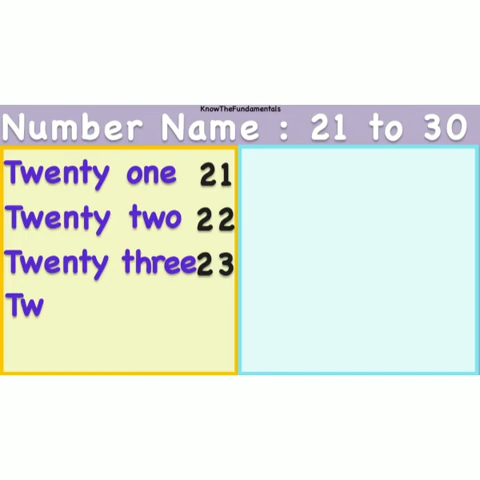 KnowTheFundamentals
Number Name : 21 to 30
Twenty one 21
Twenty two 22
Twenty three 23
Tw